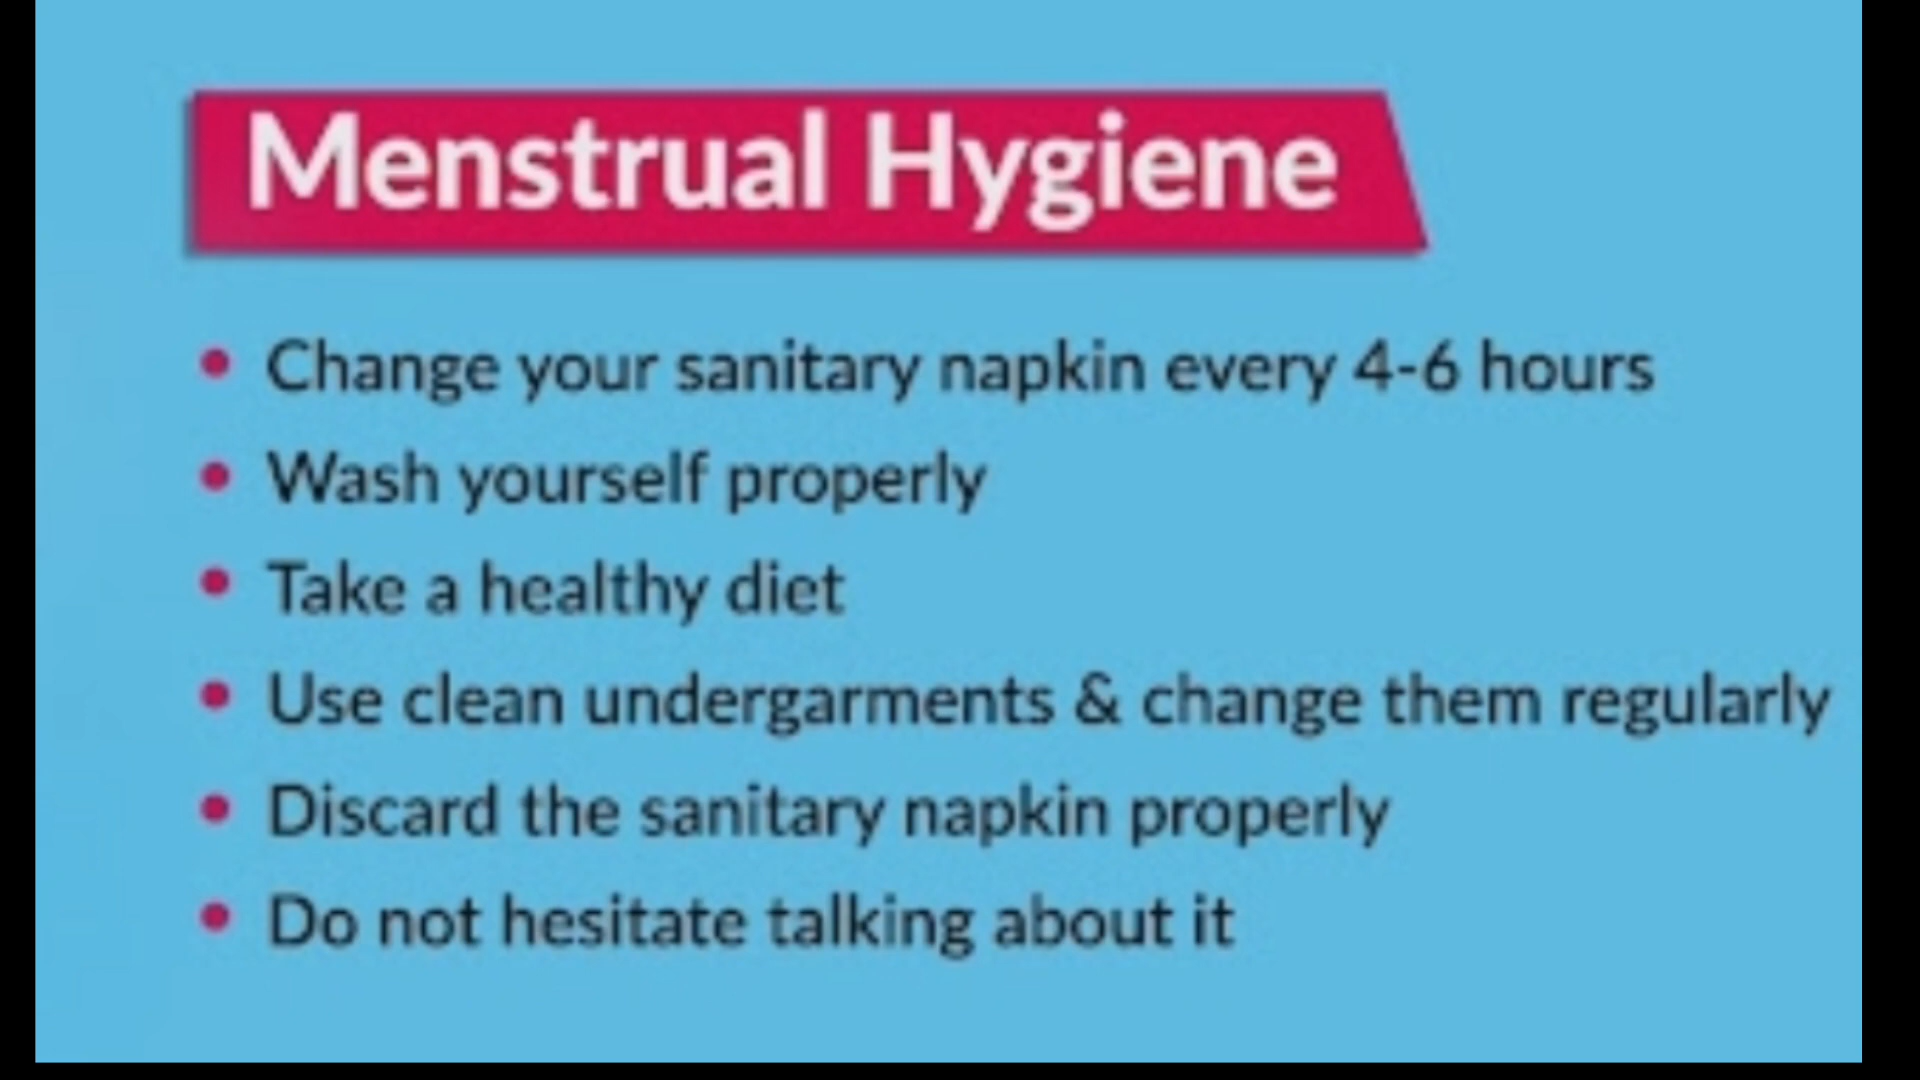 Menstrual Hygiene
• Change your sanitary napkin every 4-6 hours
• Wash yourself properly
• Take a healthy diet
• Use clean undergarments & change them regularly
• Discard the sanitary napkin properly
• Do not hesitate talking about it